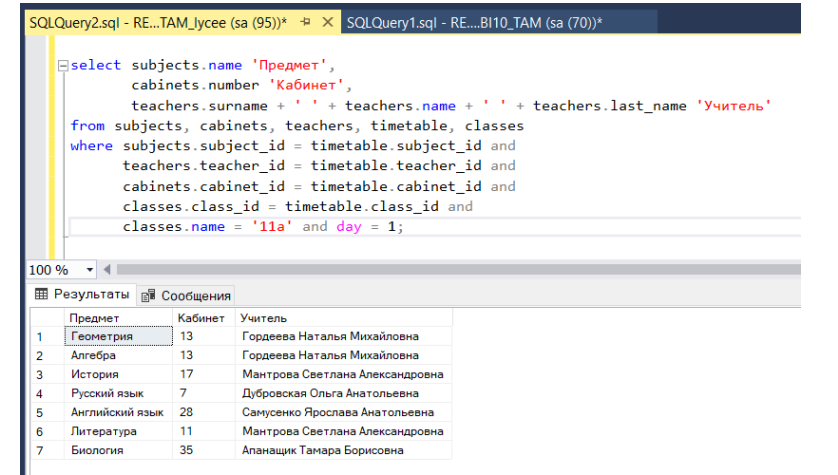 SQLQuery2.sql - RE...TAM_lycee (sa (95))* SQLQuery1.sql - RE....BI10_TAM (sa (70))*
select subjects.name 'Предмет',
cabinets.number 'Кабинет',
teachers.surname + ' ' + teachers.name + ' ' + teachers.last_name 'Учитель'
from subjects, cabinets, teachers, timetable, classes
where subjects.subject_id = timetable.subject_id and
teachers.teacher_id = timetable.teacher_id and
cabinets.cabinet_id = timetable.cabinet_id and
classes.class_id = timetable.class_id and
classes.name = '11a' and day = 1;
100 %
Результаты Сообщения
Предмет Кабинет Учитель
1 Геометрия 13 Гордеева Наталья Михайловна
2 Алгебра 13 Гордеева Наталья Михайловна
3 История 17 Мантрова Светлана Александровна
4 Русский язык 7 Дубровская Ольга Анатольевна
5 Английский язык 28 Самусенко Ярослава Анатольевна
6 Литература 11 Мантрова Светлана Александровна
7 Биология 35 Апанащик Тамара Борисовна